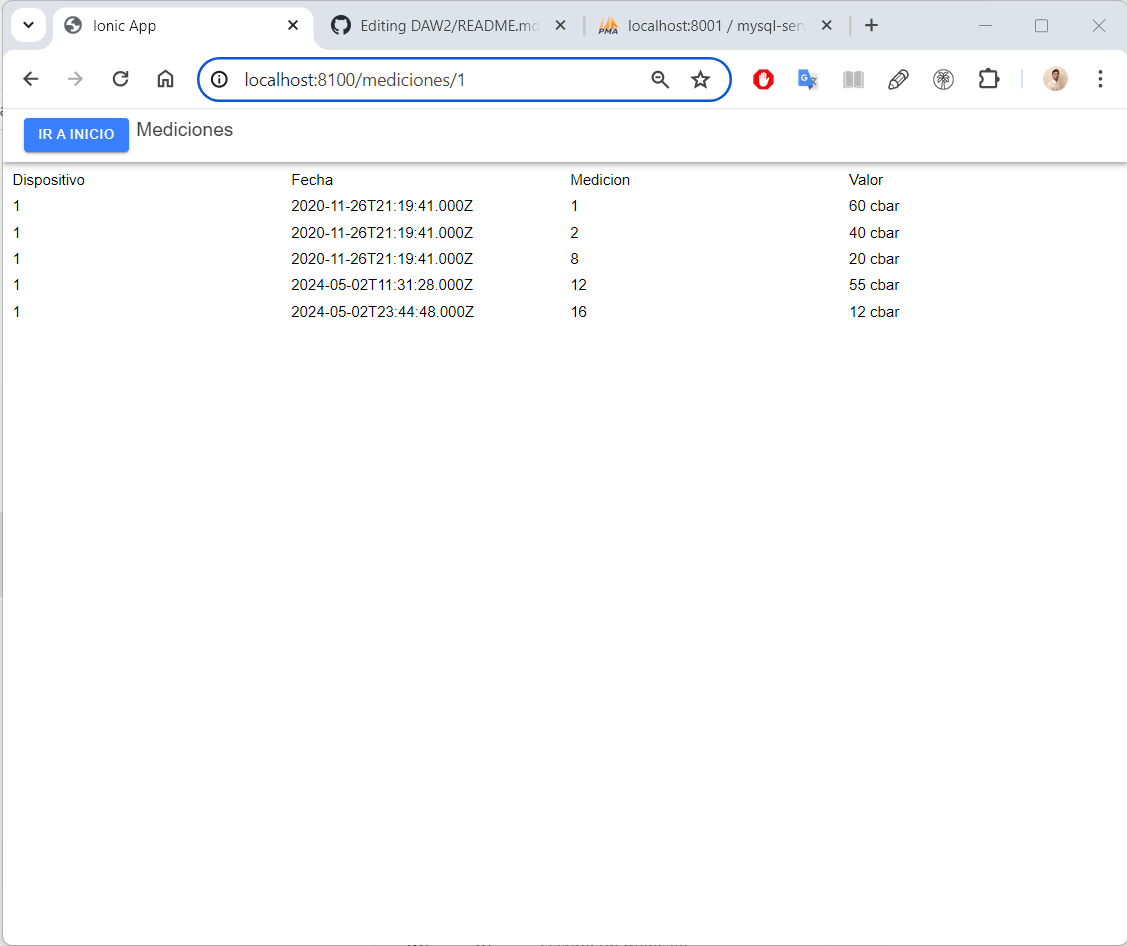 Ionic App
Editing DAW2/README.md
localhost:8001 / mysql-serv
localhost:8100/mediciones/1
IR A INICIO Mediciones
Dispositivo Fecha Medicion Valor
1 2020-11-26T21:19:41.000Z 1 60 cbar
1 2020-11-26T21:19:41.000Z 2 40 cbar
1 2020-11-26T21:19:41.000Z 8 20 cbar
1 2024-05-02T11:31:28.000Z 12 55 cbar
1 2024-05-02T23:44:48.000Z 16 12 cbar